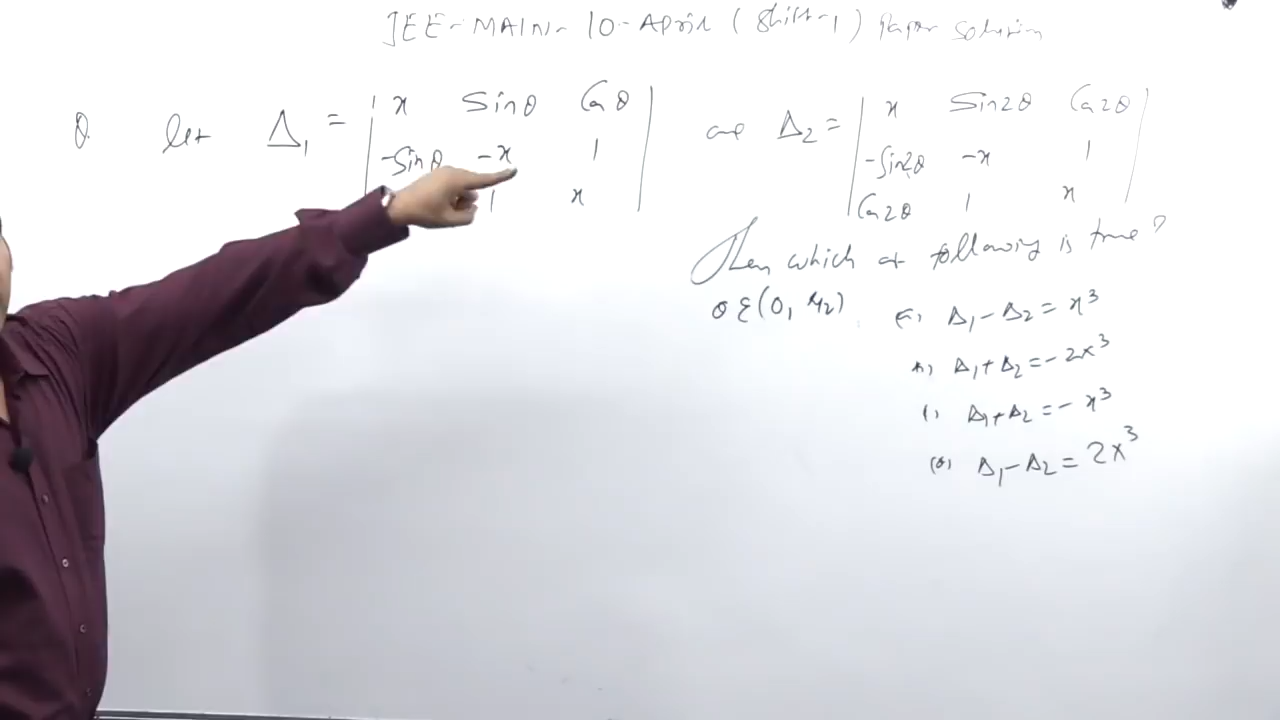 JEE-MAIN- 10-April (Shift-1) Paper Solution
Q let Δ₁ = | x Sinθ Cosθ |
| -Sinθ -x 1 |
| 1 x |
and Δ₂ = | x Sin2θ Cos2θ |
| -Sin2θ -x 1 |
| Cos2θ 1 x |
Then which of following is true?
θ ε (0, π/2)
Δ₁ - Δ₂ = x³
Δ₁ + Δ₂ = - 2x³
Δ₁ + Δ₂ = - x³
Δ₁ - Δ₂ = 2x³